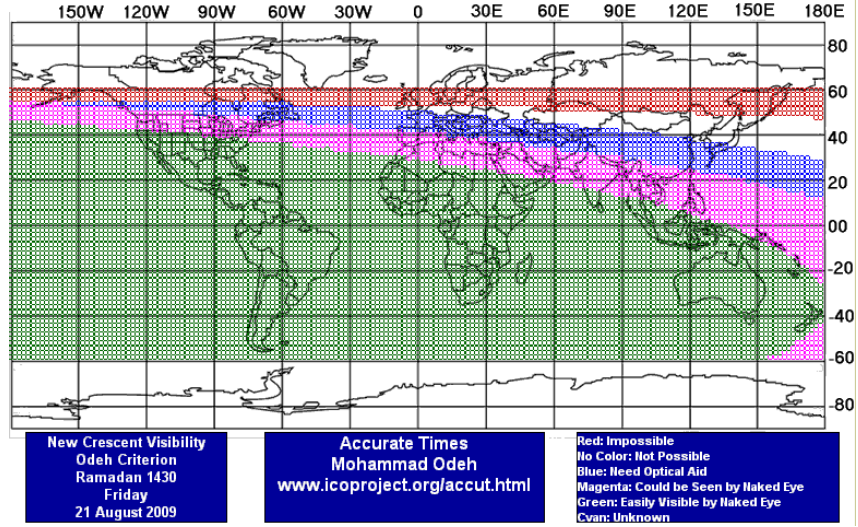 150W 120W 90W 60W 30W 0 30E 60E 90E 120E 150E 180E
80
60
40
20
00
-20
-40
-60
-80
New Crescent Visibility
Odeh Criterion
Ramadan 1430
Friday
21 August 2009
Accurate Times
Mohammad Odeh
www.icoproject.org/accut.html
Red: Impossible
No Color: Not Possible
Blue: Need Optical Aid
Magenta: Could be Seen by Naked Eye
Green: Easily Visible by Naked Eye
Cyan: Unknown